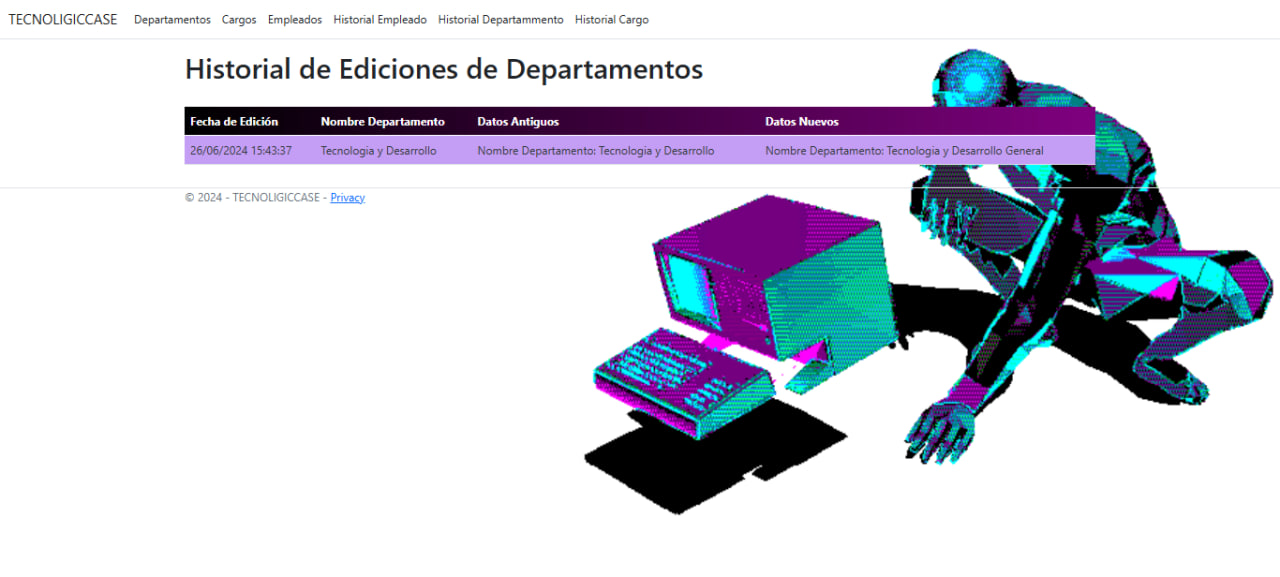 TECNOLIGICCASE Departamentos Cargos Empleados Historial Empleado Historial Departammento Historial Cargo
Historial de Ediciones de Departamentos
Fecha de Edición Nombre Departamento Datos Antiguos Datos Nuevos
26/06/2024 15:43:37 Tecnologia y Desarrollo Nombre Departamento: Tecnologia y Desarrollo Nombre Departamento: Tecnologia y Desarrollo General
© 2024 - TECNOLIGICCASE - Privacy